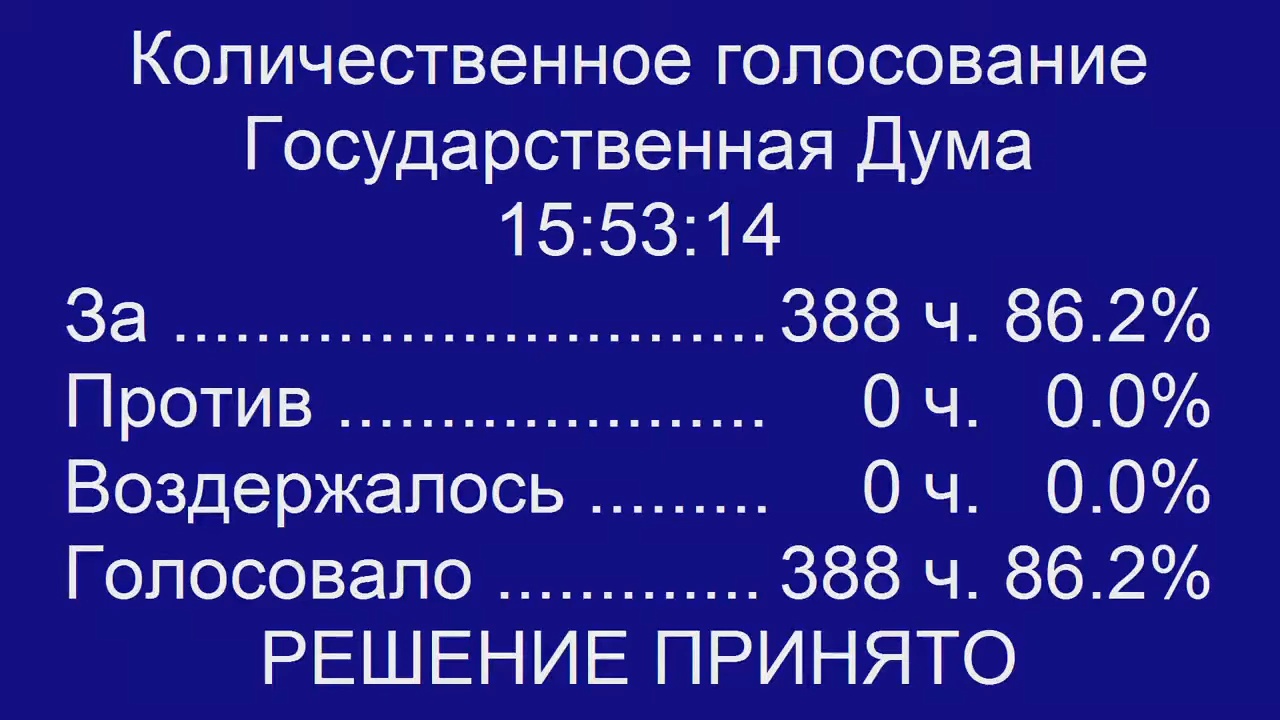 Количественное голосование
Государственная Дума
15:53:14
За ............................. 388 ч. 86.2%
Против ..................... 0 ч. 0.0%
Воздержалось ......... 0 ч. 0.0%
Голосовало ............. 388 ч. 86.2%
РЕШЕНИЕ ПРИНЯТО